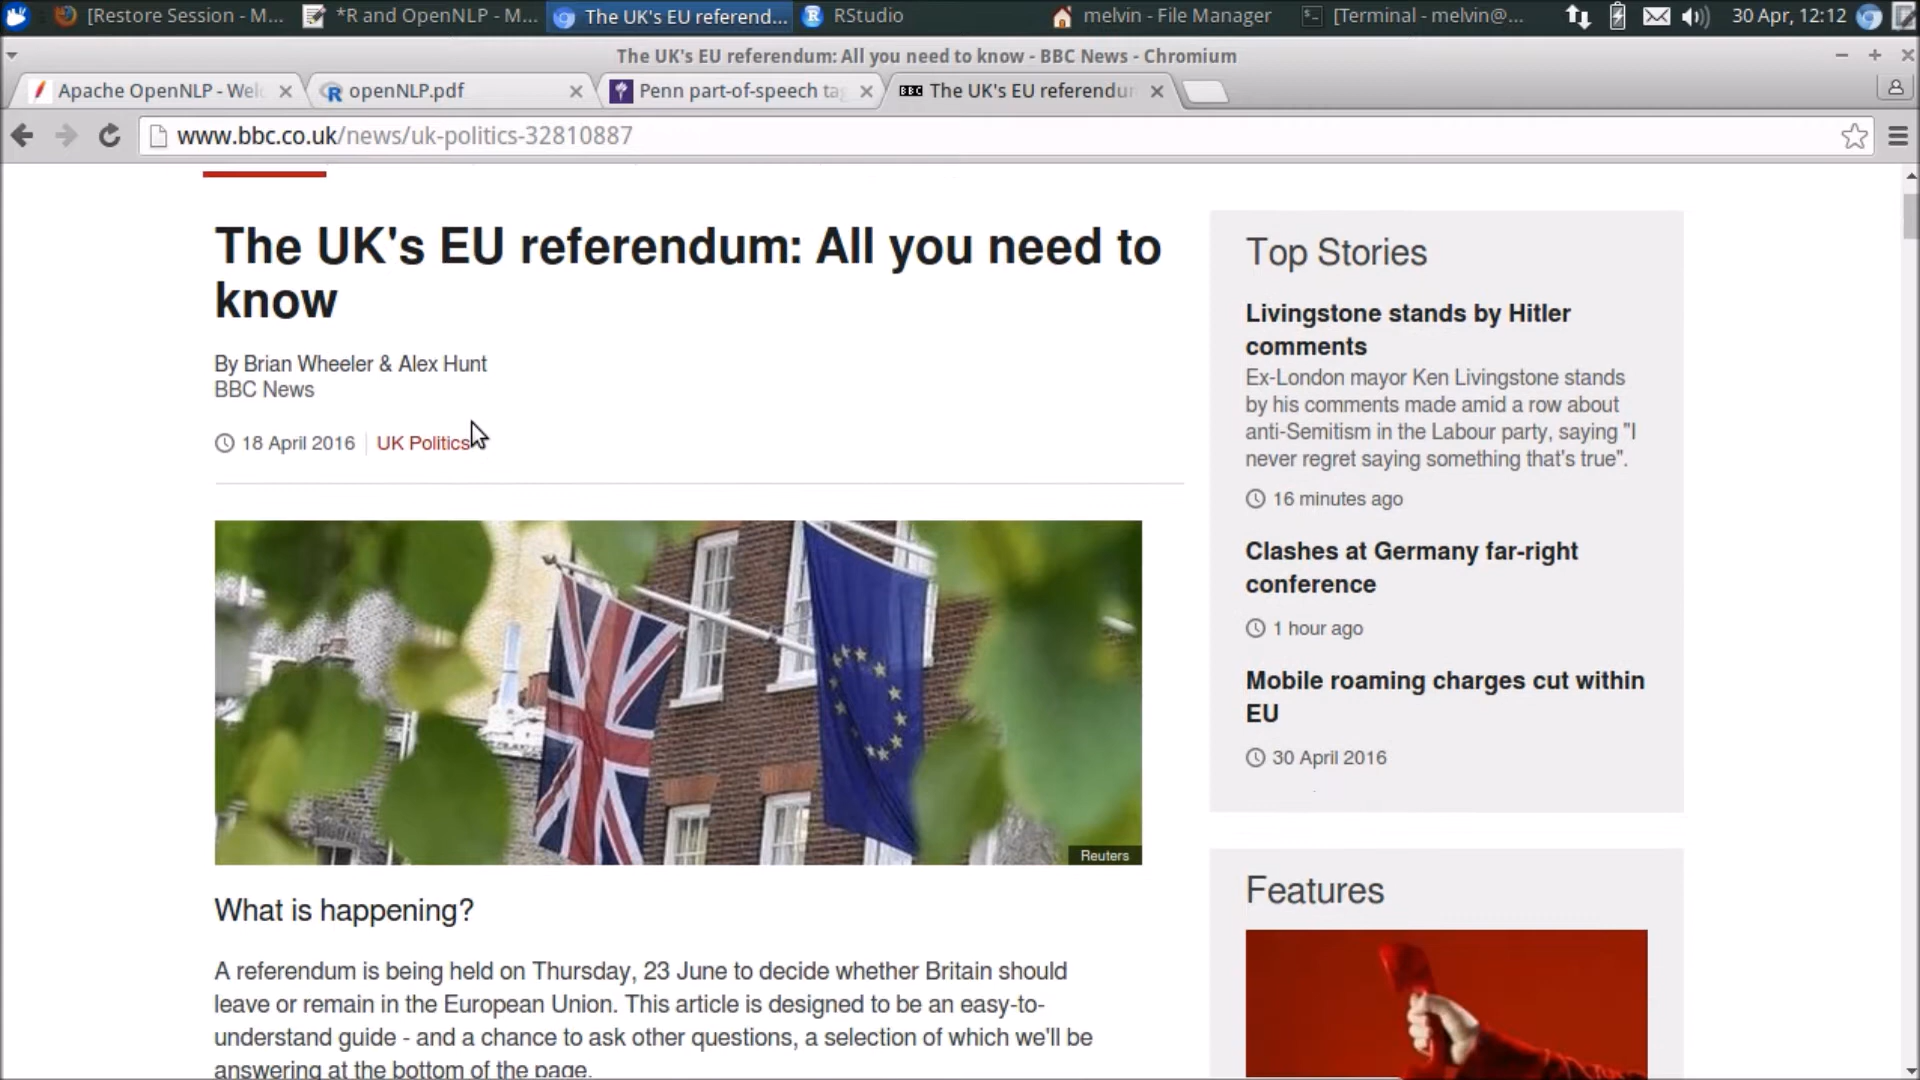 [Restore Session - M...
*R and OpenNLP - M...
The UK's EU referend...
RStudio
melvin - File Manager
[Terminal - melvin@...
30 Apr, 12:12
The UK's EU referendum: All you need to know - BBC News - Chromium
Apache OpenNLP - Wel
openNLP.pdf
Penn part-of-speech ta
BBC The UK's EU referendu
www.bbc.co.uk/news/uk-politics-32810887
The UK's EU referendum: All you need to
know
By Brian Wheeler & Alex Hunt
BBC News
18 April 2016
UK Politics
Reuters
What is happening?
A referendum is being held on Thursday, 23 June to decide whether Britain should
leave or remain in the European Union. This article is designed to be an easy-to-
understand guide - and a chance to ask other questions, a selection of which we'll be
answering at the bottom of the page.
Top Stories
Livingstone stands by Hitler
comments
Ex-London mayor Ken Livingstone stands
by his comments made amid a row about
anti-Semitism in the Labour party, saying "I
never regret saying something that's true".
16 minutes ago
Clashes at Germany far-right
conference
1 hour ago
Mobile roaming charges cut within
EU
30 April 2016
Features